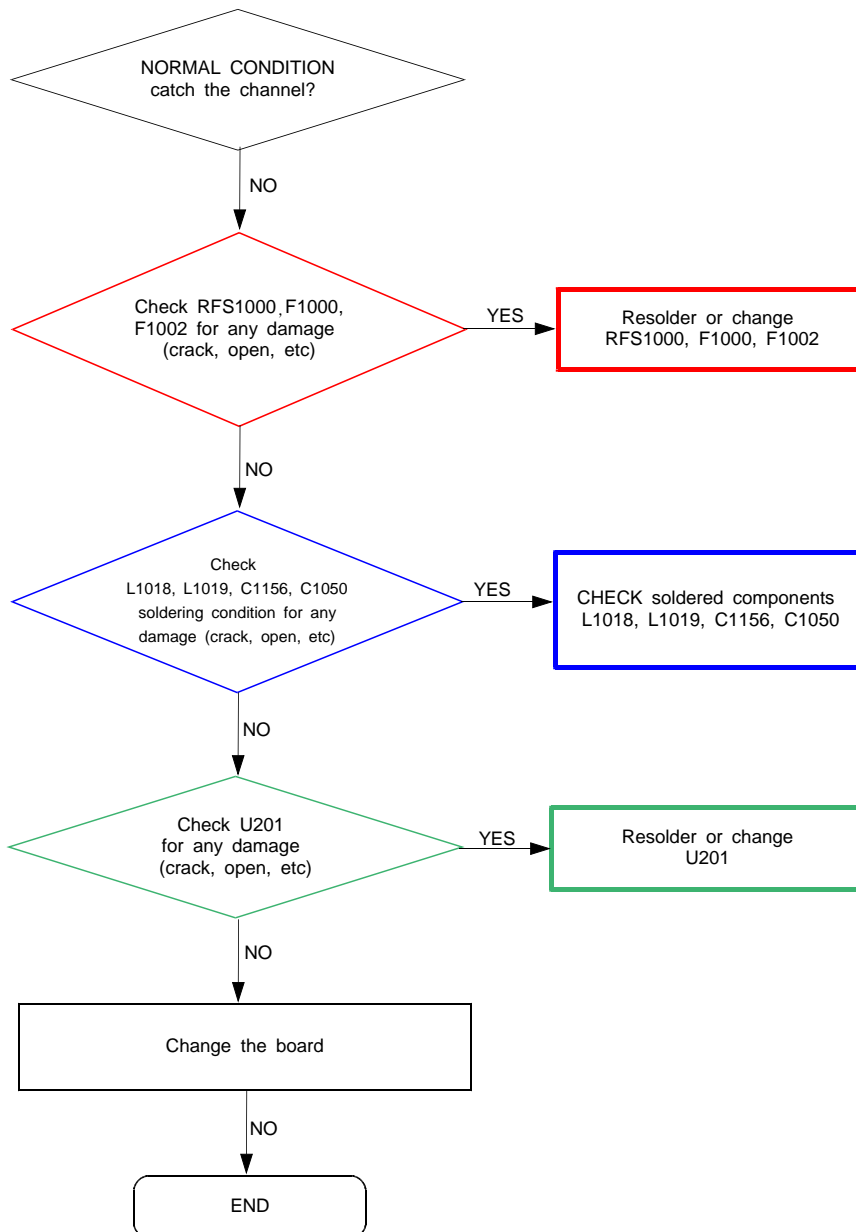 NORMAL CONDITION
catch the channel?
NO
Check RFS1000, F1000,
F1002 for any damage
(crack, open, etc)
YES
Resolder or change
RFS1000, F1000, F1002
NO
Check
L1018, L1019, C1156, C1050
soldering condition for any
damage (crack, open, etc)
YES
CHECK soldered components
L1018, L1019, C1156, C1050
NO
Check U201
for any damage
(crack, open, etc)
YES
Resolder or change
U201
NO
Change the board
NO
END